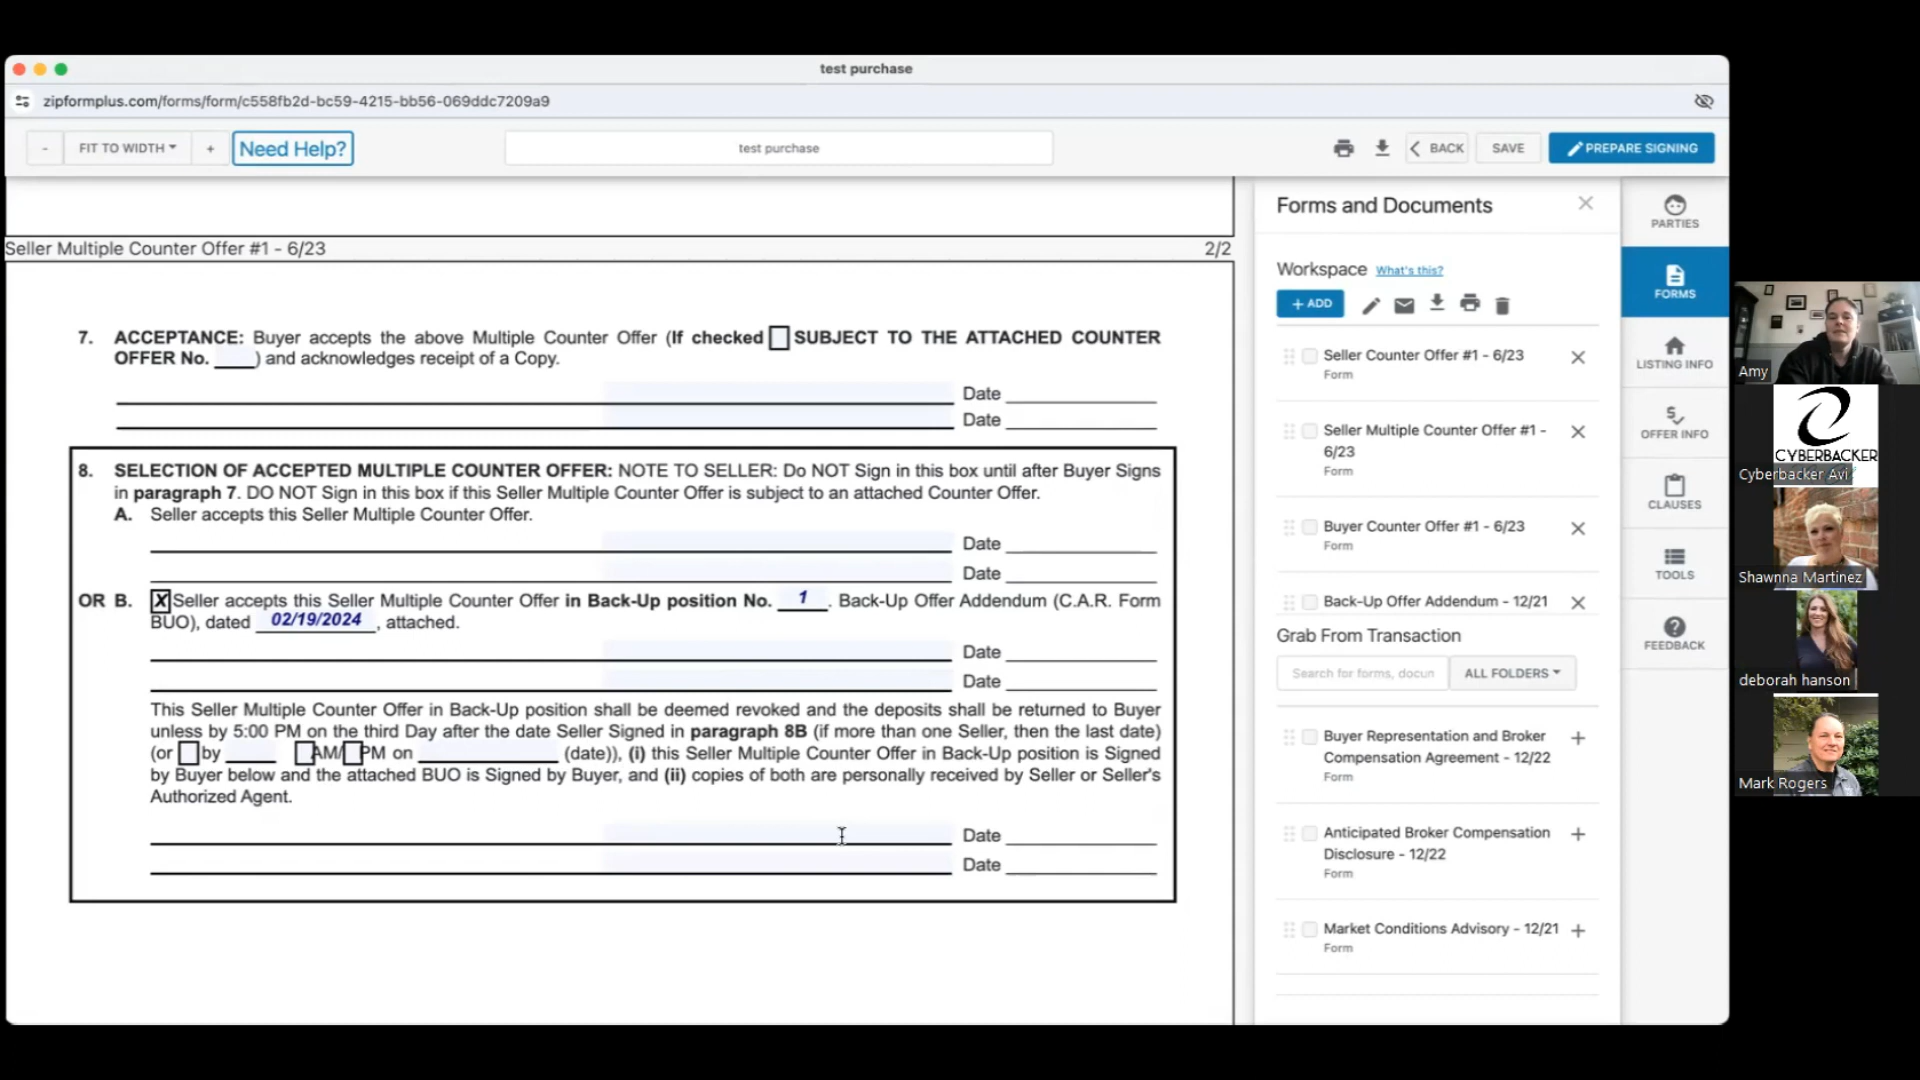 test purchase
zipformplus.com/forms/form/c558fb2d-bc59-4215-bb56-069ddc7209a9
- FIT TO WIDTH + Need Help? test purchase BACK SAVE PREPARE SIGNING
Seller Multiple Counter Offer #1 - 6/23 2/2
7. ACCEPTANCE: Buyer accepts the above Multiple Counter Offer (If checked SUBJECT TO THE ATTACHED COUNTER
OFFER No. ____) and acknowledges receipt of a Copy.
Date
Date
8. SELECTION OF ACCEPTED MULTIPLE COUNTER OFFER: NOTE TO SELLER: Do NOT Sign in this box until after Buyer Signs
in paragraph 7. DO NOT Sign in this box if this Seller Multiple Counter Offer is subject to an attached Counter Offer.
A. Seller accepts this Seller Multiple Counter Offer.
Date
Date
OR B. X Seller accepts this Seller Multiple Counter Offer in Back-Up position No. 1 . Back-Up Offer Addendum (C.A.R. Form
BUO), dated 02/19/2024 , attached.
Date
Date
This Seller Multiple Counter Offer in Back-Up position shall be deemed revoked and the deposits shall be returned to Buyer
unless by 5:00 PM on the third Day after the date Seller Signed in paragraph 8B (if more than one Seller, then the last date)
(or by ____ AM/ PM on ____ (date)), (i) this Seller Multiple Counter Offer in Back-Up position is Signed
by Buyer below and the attached BUO is Signed by Buyer, and (ii) copies of both are personally received by Seller or Seller's
Authorized Agent.
Date
Date
Forms and Documents
Workspace What's this?
+ ADD
Seller Counter Offer #1 - 6/23
Form
Seller Multiple Counter Offer #1 -
6/23
Form
Buyer Counter Offer #1 - 6/23
Form
Back-Up Offer Addendum - 12/21
Grab From Transaction
Search for forms, docun ALL FOLDERS
Buyer Representation and Broker
Compensation Agreement - 12/22
Form
Anticipated Broker Compensation
Disclosure - 12/22
Form
Market Conditions Advisory - 12/21
Form
PARTIES
FORMS
LISTING INFO
OFFER INFO
CLAUSES
TOOLS
FEEDBACK
Amy
CYBERBACKER
Cyberbacker Avi
Shawnna Martinez
deborah hanson
Mark Rogers